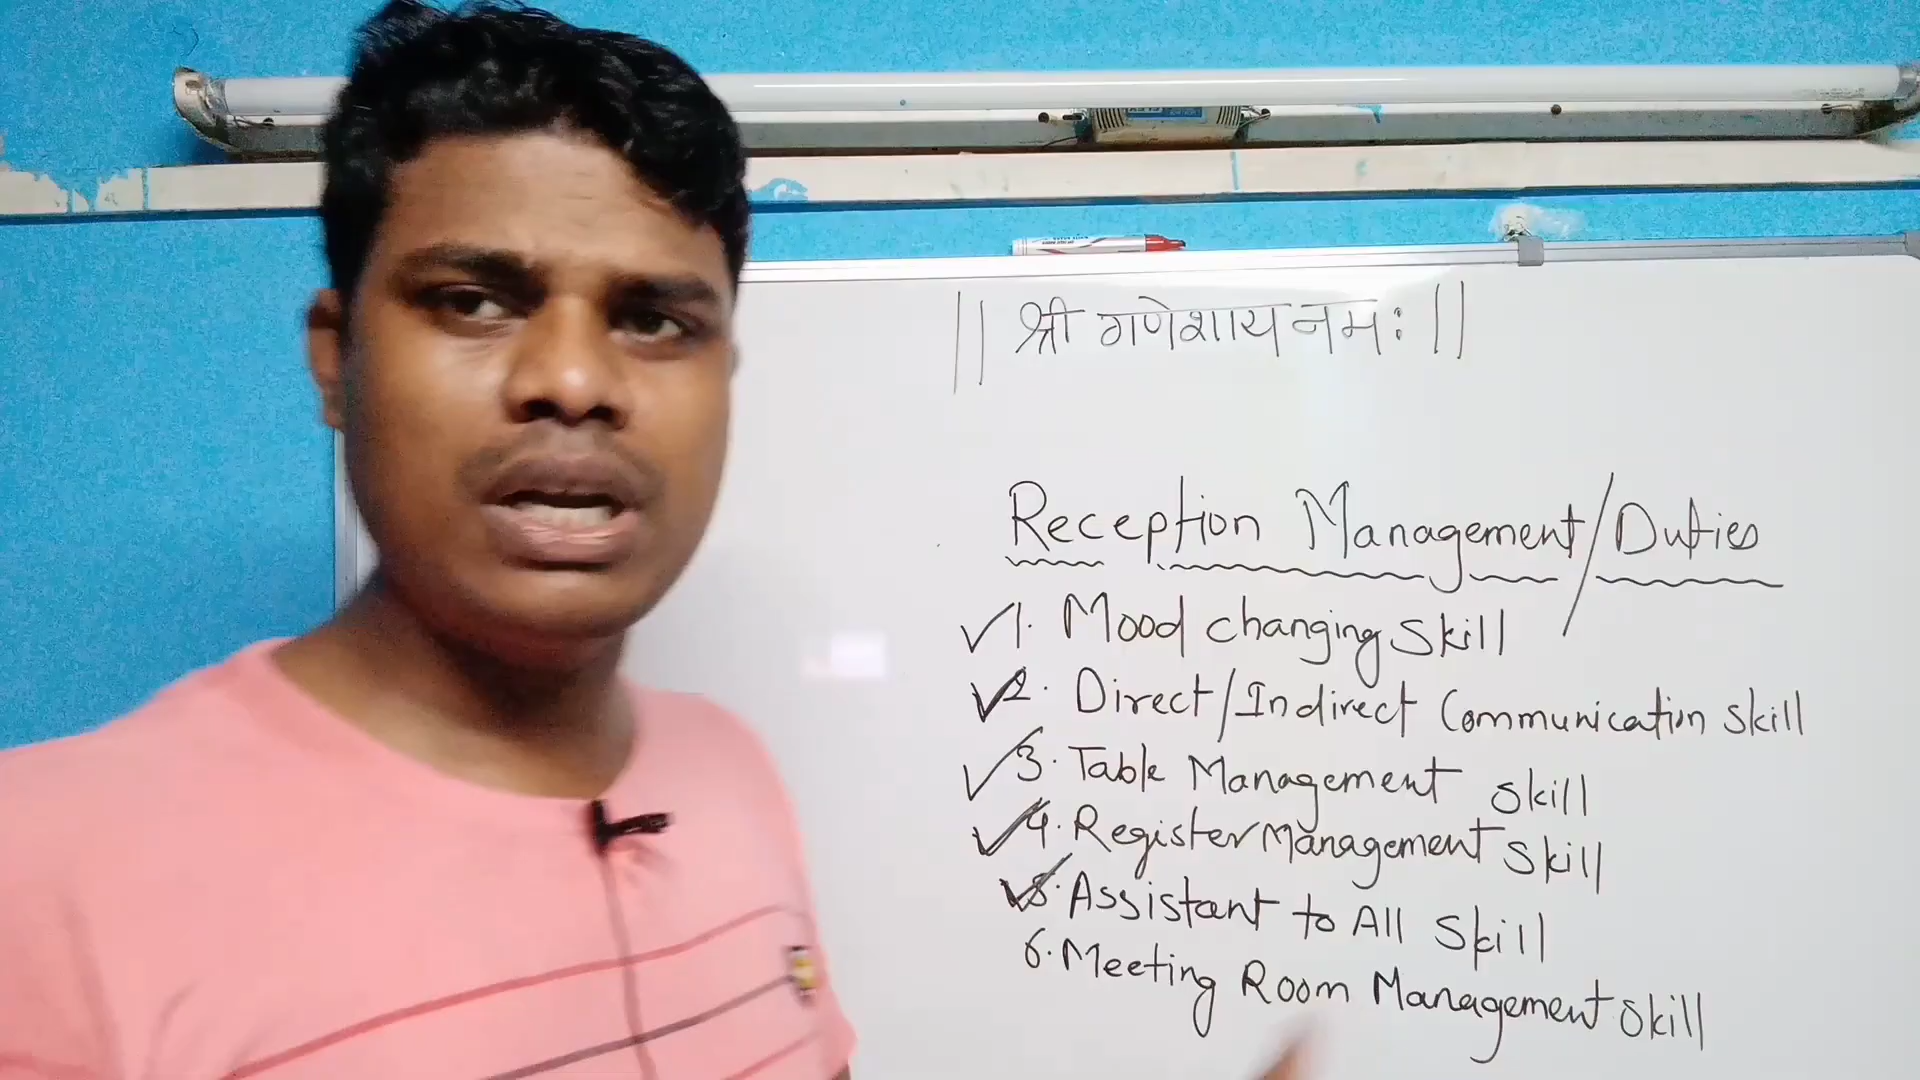 || श्री गणेशाय नमः ||
Reception Management/Duties
1. Mood changing Skill
2. Direct/Indirect Communication Skill
3. Table Management Skill
4. Register Management Skill
5. Assistant to All Skill
6. Meeting Room Management Skill